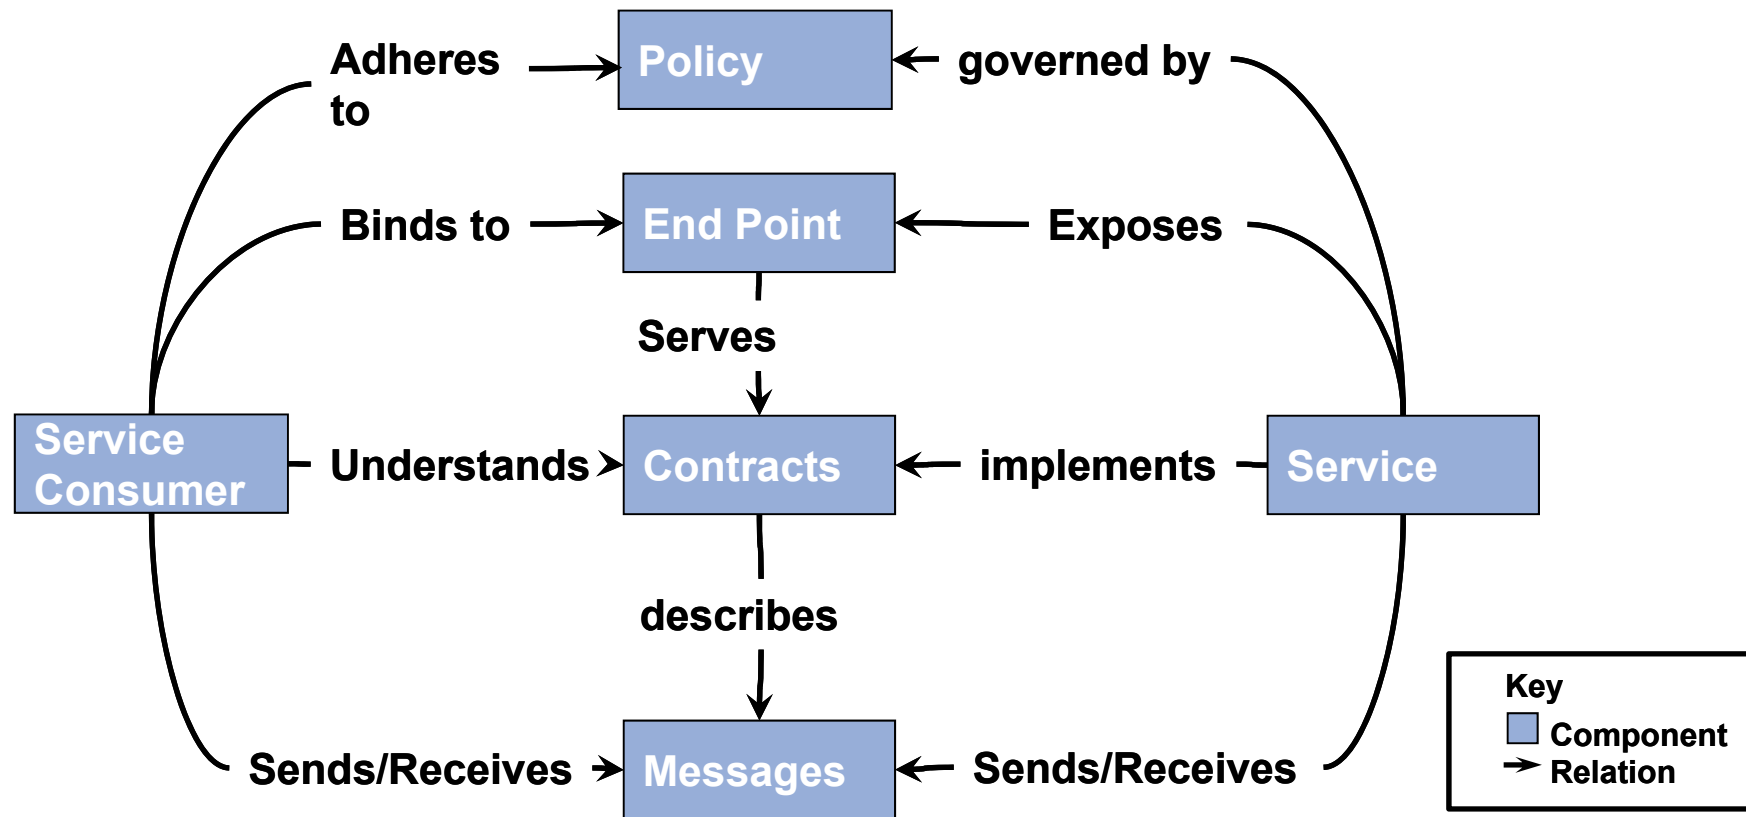 Adheres
to
Policy
governed by
Binds to
End Point
Exposes
Serves
Service
Consumer
Understands
Contracts
implements
Service
describes
Sends/Receives
Messages
Sends/Receives
Key
Component
Relation